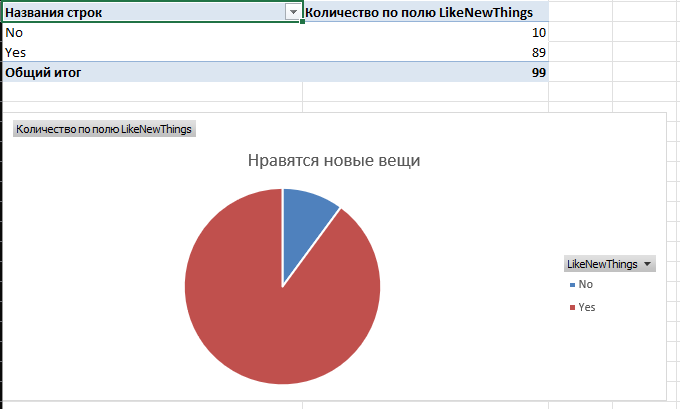 Названия строк Количество по полю LikeNewThings
No 10
Yes 89
Общий итог 99
Количество по полю LikeNewThings
Нравятся новые вещи
LikeNewThings
No
Yes